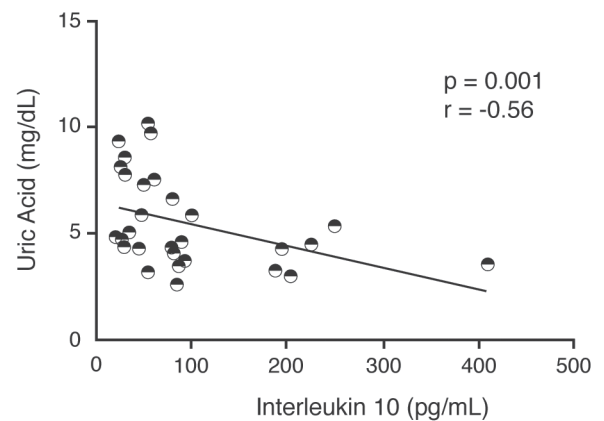 15
p = 0.001
r = -0.56
10
Uric Acid (mg/dL)
5
0
0 100 200 300 400 500
Interleukin 10 (pg/mL)